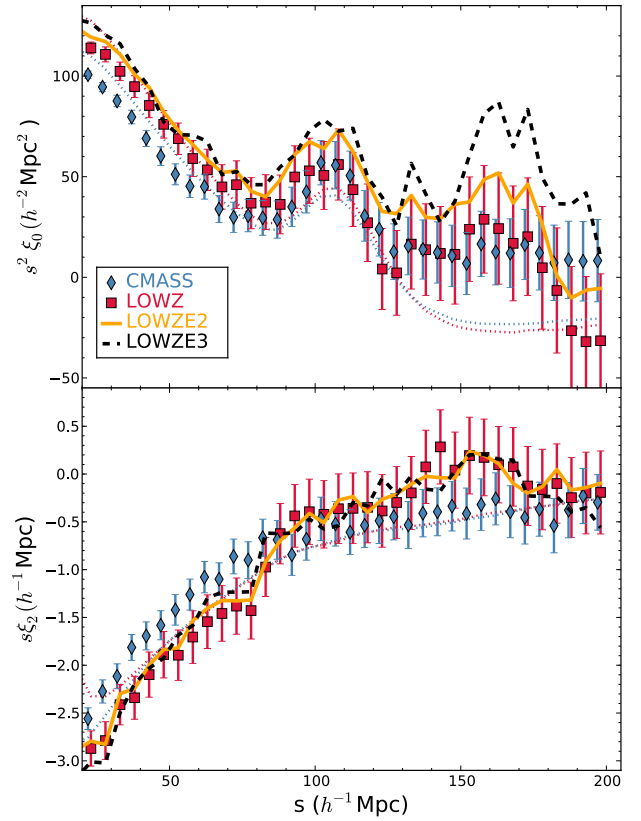 s² ξ₀ (h⁻² Mpc²)
100
50
0
−50
CMASS
LOWZ
LOWZE2
LOWZE3
sξ₂ (h⁻¹ Mpc)
0.5
0.0
−0.5
−1.0
−1.5
−2.0
−2.5
−3.0
50 100 150 200
s (h⁻¹ Mpc)